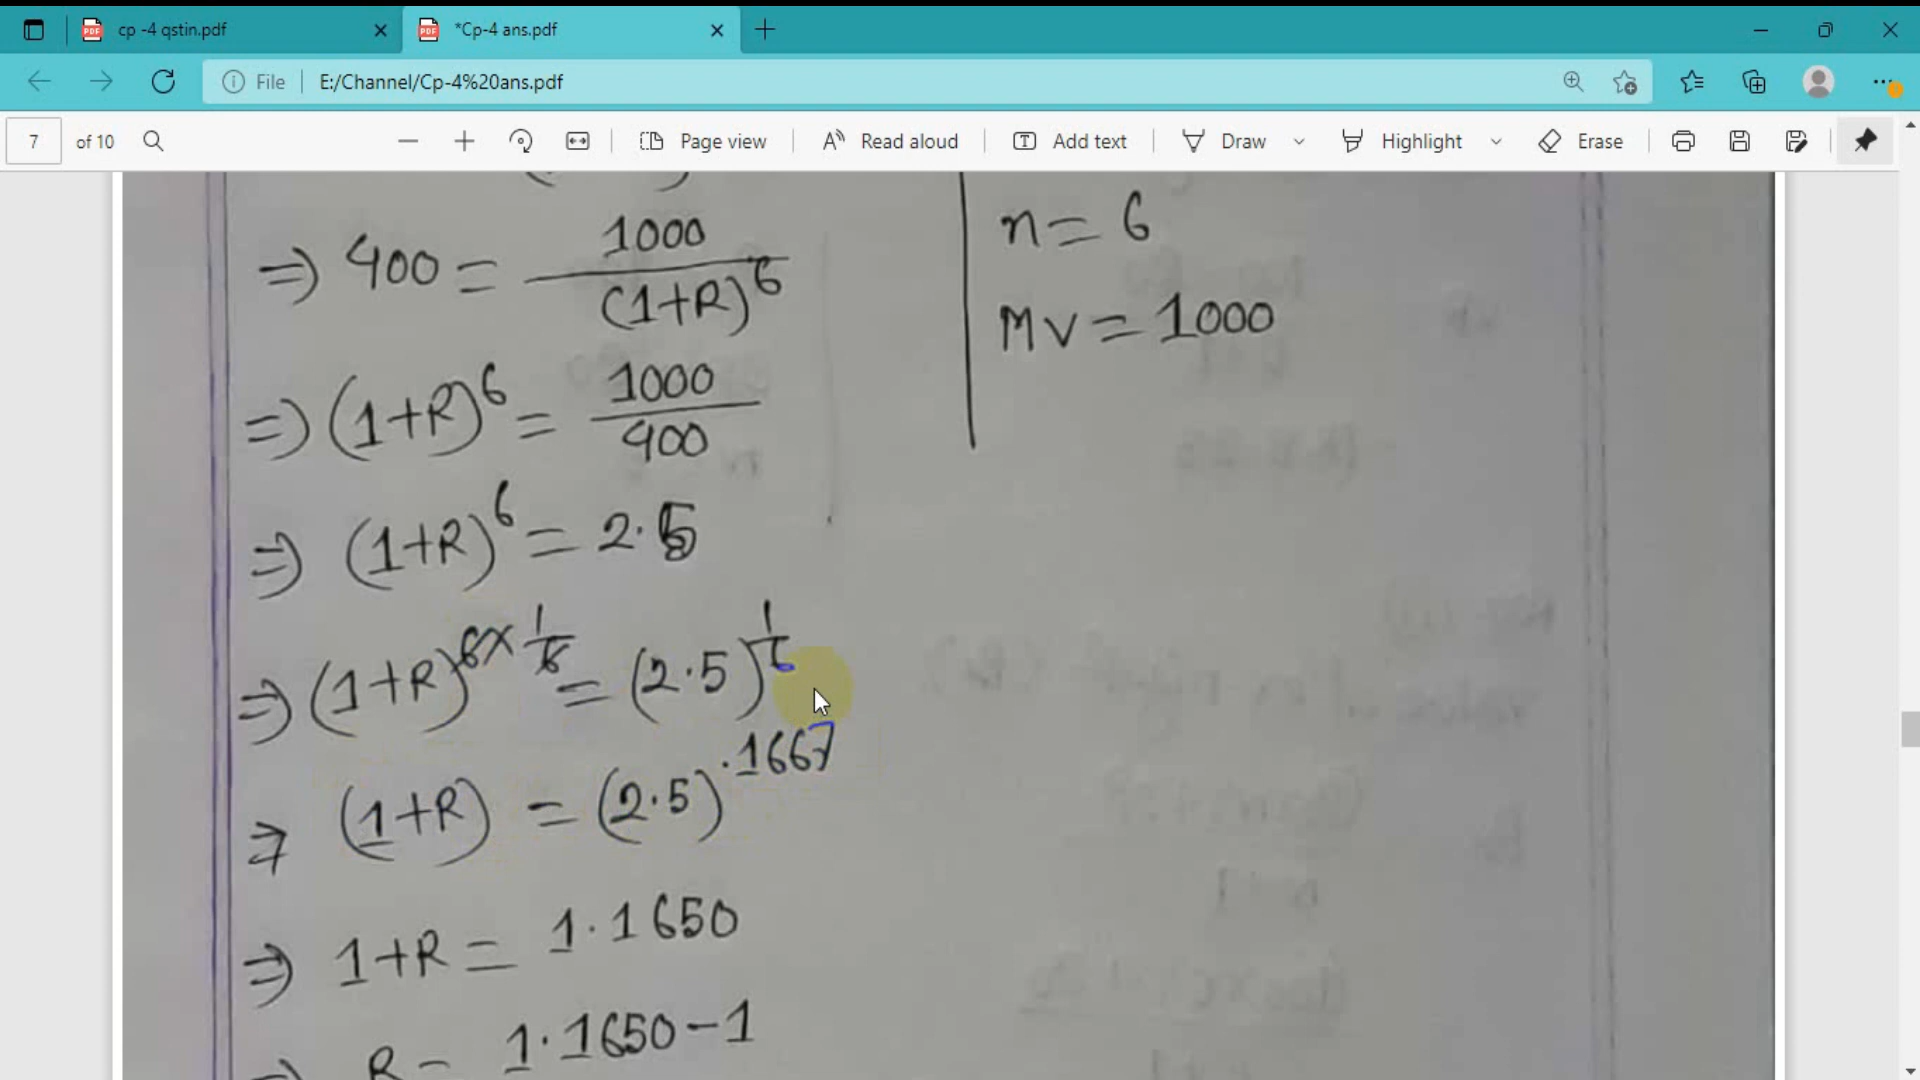 cp -4 qstin.pdf
*Cp-4 ans.pdf
File
E:/Channel/Cp-4%20ans.pdf
7 of 10
Page view
Read aloud
Add text
Draw
Highlight
Erase
⇒ 400 = 1000 / (1+R)^6
n = 6
MV = 1000
⇒ (1+R)^6 = 1000 / 400
⇒ (1+R)^6 = 2.5
⇒ (1+R)^6×1/6 = (2.5)^1/6
⇒ (1+R) = (2.5)^.1667
⇒ 1+R = 1.1650
⇒ R = 1.1650-1